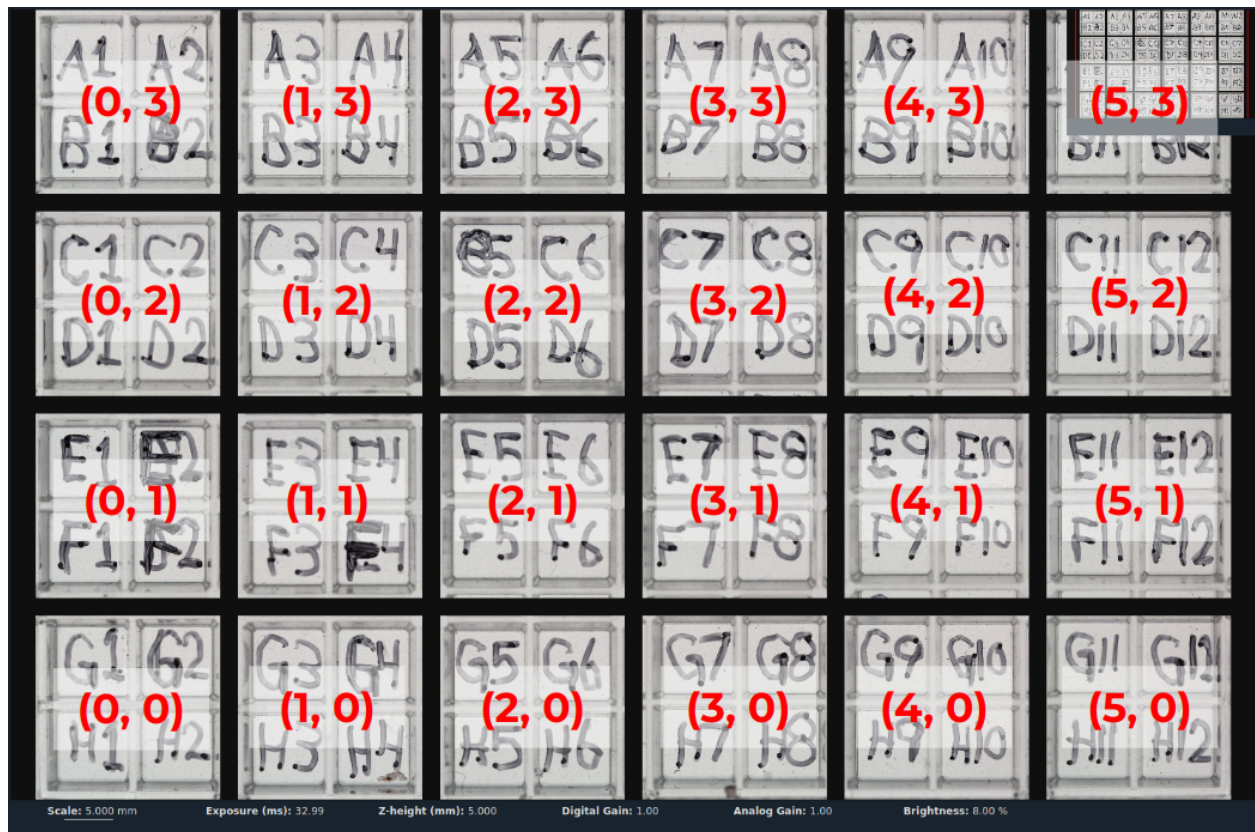 A1 A2 A3 A4 A5 A6 A7 A8 A9 A10
(0, 3) (1, 3) (2, 3) (3, 3) (4, 3) (5, 3)
B1 B2 B3 B4 B5 B6 B7 B8 B9 B10 B11 B12
C1 C2 C3 C4 C5 C6 C7 C8 C9 C10 C11 C12
(0, 2) (1, 2) (2, 2) (3, 2) (4, 2) (5, 2)
D1 D2 D3 D4 D5 D6 D7 D8 D9 D10 D11 D12
E1 E2 E3 E4 E5 E6 E7 E8 E9 E10 E11 E12
(0, 1) (1, 1) (2, 1) (3, 1) (4, 1) (5, 1)
F1 F2 F3 F4 F5 F6 F7 F8 F9 F10 F11 F12
G1 G2 G3 G4 G5 G6 G7 G8 G9 G10 G11 G12
(0, 0) (1, 0) (2, 0) (3, 0) (4, 0) (5, 0)
H1 H2 H3 H4 H5 H6 H7 H8 H9 H10 H11 H12
Scale: 5.000 mm Exposure (ms): 32.99 Z-height (mm): 5.000 Digital Gain: 1.00 Analog Gain: 1.00 Brightness: 8.00 %